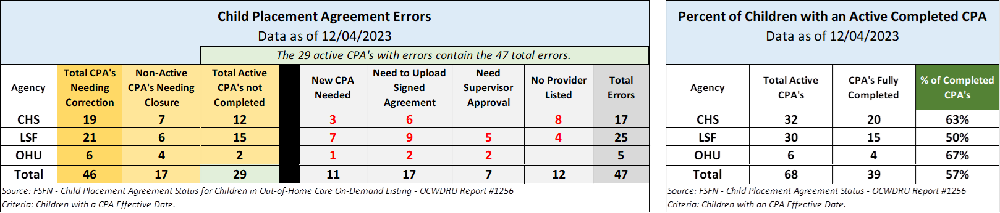 Child Placement Agreement Errors
Data as of 12/04/2023
The 29 active CPA's with errors contain the 47 total errors.
Agency Total CPA's Needing Correction Non-Active CPA's Needing Closure Total Active CPA's not Completed New CPA Needed Need to Upload Signed Agreement Need Supervisor Approval No Provider Listed Total Errors
CHS 19 7 12 3 6 8 17
LSF 21 6 15 7 9 5 4 25
OHU 6 4 2 1 2 2 5
Total 46 17 29 11 17 7 12 47
Source: FSFN - Child Placement Agreement Status for Children in Out-of-Home Care On-Demand Listing - OCWDRU Report #1256
Criteria: Children with a CPA Effective Date.
Percent of Children with an Active Completed CPA
Data as of 12/04/2023
Agency Total Active CPA's CPA's Fully Completed % of Completed CPA's
CHS 32 20 63%
LSF 30 15 50%
OHU 6 4 67%
Total 68 39 57%
Source: FSFN - Child Placement Agreement Status - OCWDRU Report #1256
Criteria: Children with an CPA Effective Date.